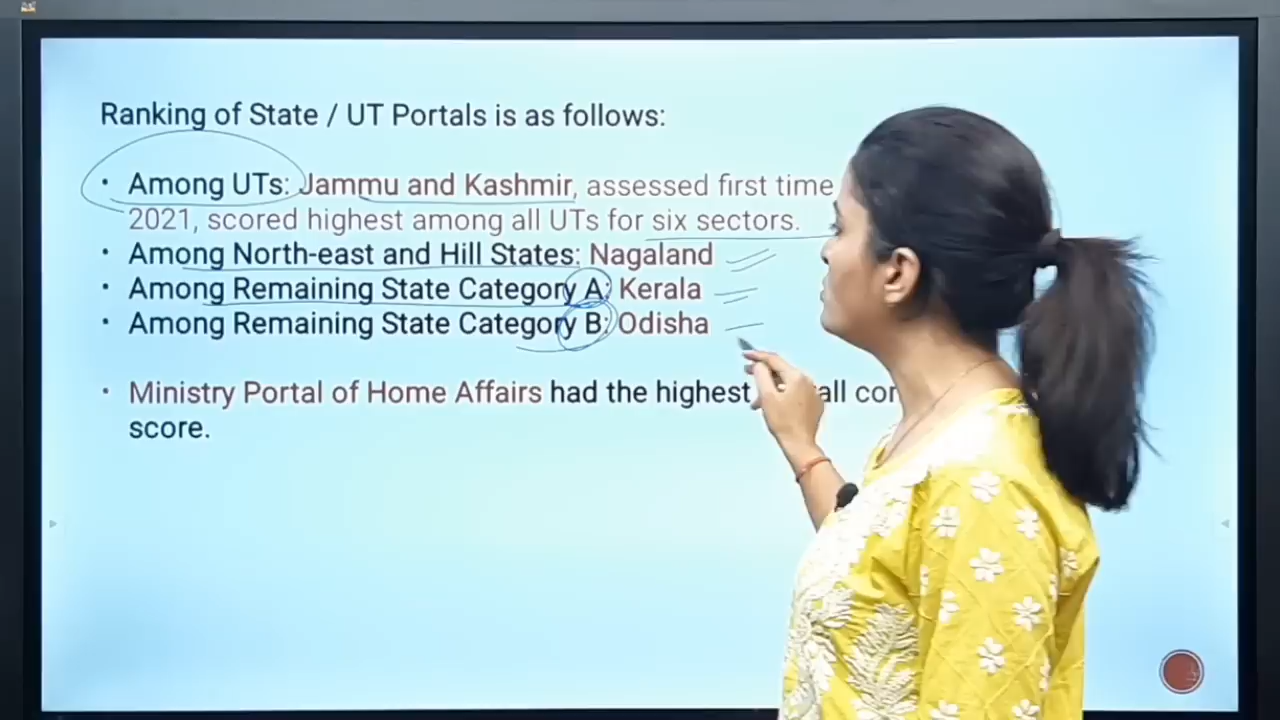 Ranking of State / UT Portals is as follows:
• Among UTs: Jammu and Kashmir, assessed first time
2021, scored highest among all UTs for six sectors.
• Among North-east and Hill States: Nagaland
• Among Remaining State Category A: Kerala
• Among Remaining State Category B: Odisha
• Ministry Portal of Home Affairs had the highest
score.